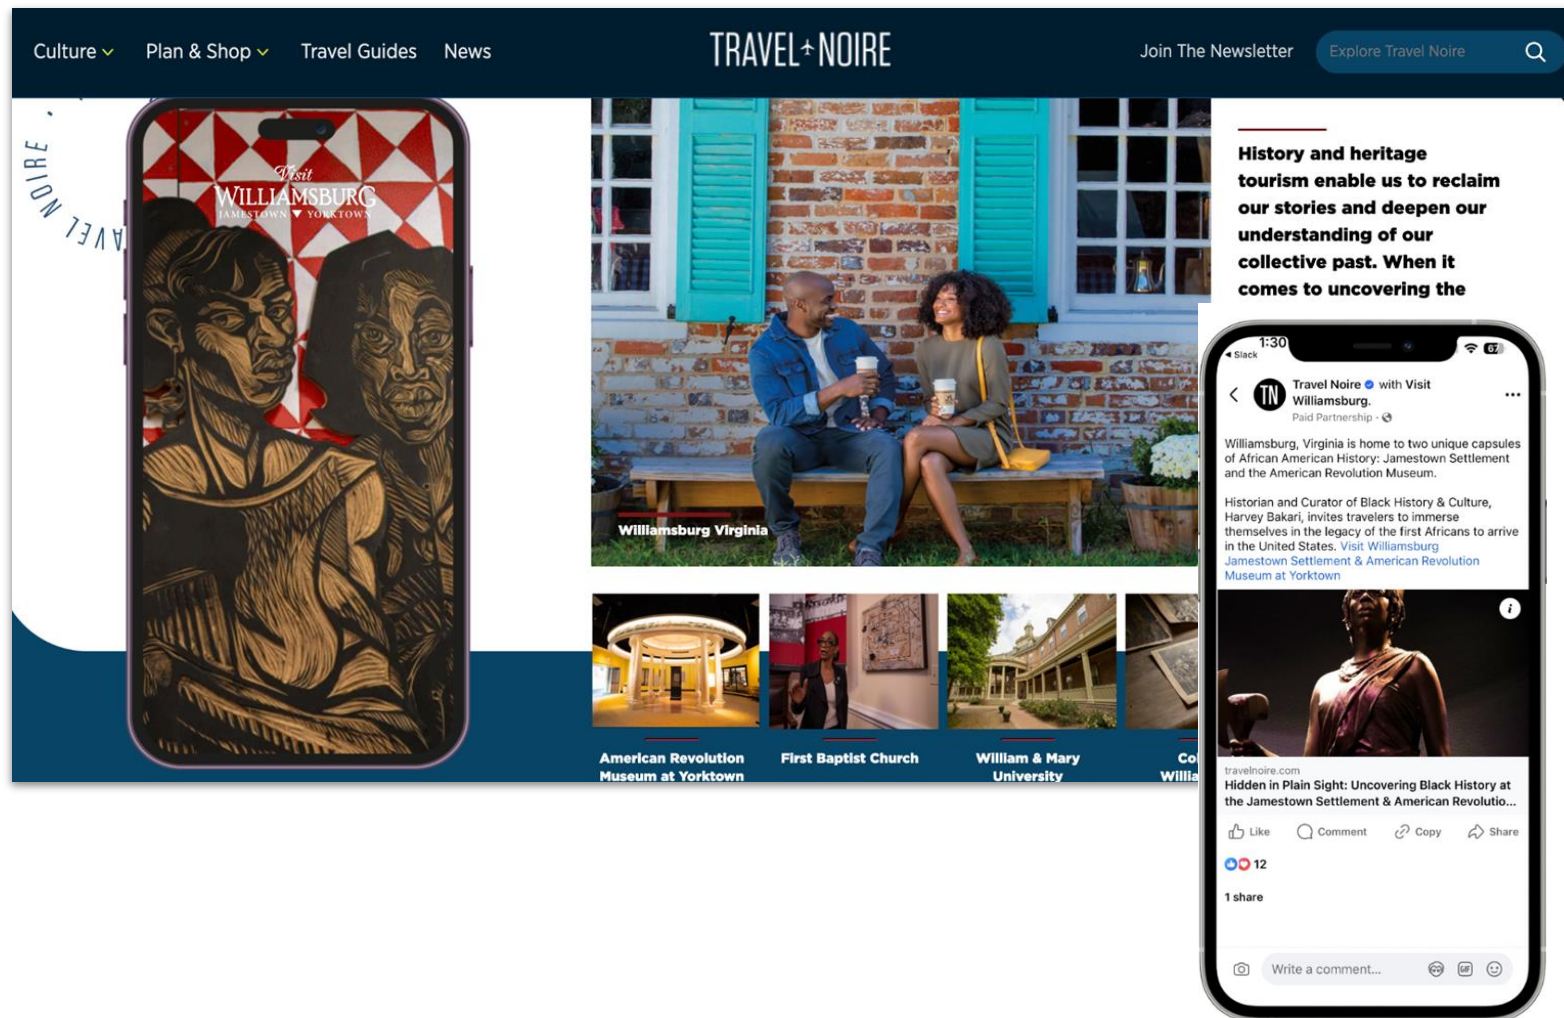 Culture
Plan & Shop
Travel Guides
News
TRAVEL NOIRE
Join The Newsletter
Explore Travel Noire
AVEL NOIRE
Visit
WILLIAMSBURG
JAMESTOWN YORKTOWN
Williamsburg Virginia
History and heritage
tourism enable us to reclaim
our stories and deepen our
understanding of our
collective past. When it
comes to uncovering the
American Revolution
Museum at Yorktown
First Baptist Church
William & Mary
University
Co
Willia
1:30
67
Slack
TN
Travel Noire with Visit
Williamsburg.
Paid Partnership ·
Williamsburg, Virginia is home to two unique capsules
of African American History: Jamestown Settlement
and the American Revolution Museum.
Historian and Curator of Black History & Culture,
Harvey Bakari, invites travelers to immerse
themselves in the legacy of the first Africans to arrive
in the United States. Visit Williamsburg
Jamestown Settlement & American Revolution
Museum at Yorktown
i
travelnoire.com
Hidden in Plain Sight: Uncovering Black History at
the Jamestown Settlement & American Revolutio...
Like
Comment
Copy
Share
12
1 share
Write a comment...
GIF